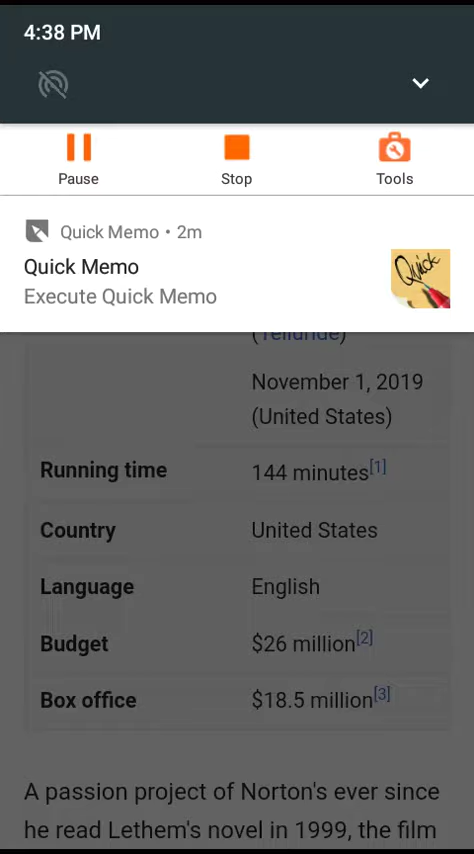 4:38 PM
Pause Stop Tools
Quick Memo • 2m
Quick Memo
Execute Quick Memo
Quick
(Telluride)
November 1, 2019
(United States)
Running time 144 minutes[1]
Country United States
Language English
Budget $26 million[2]
Box office $18.5 million[3]
A passion project of Norton's ever since
he read Lethem's novel in 1999, the film